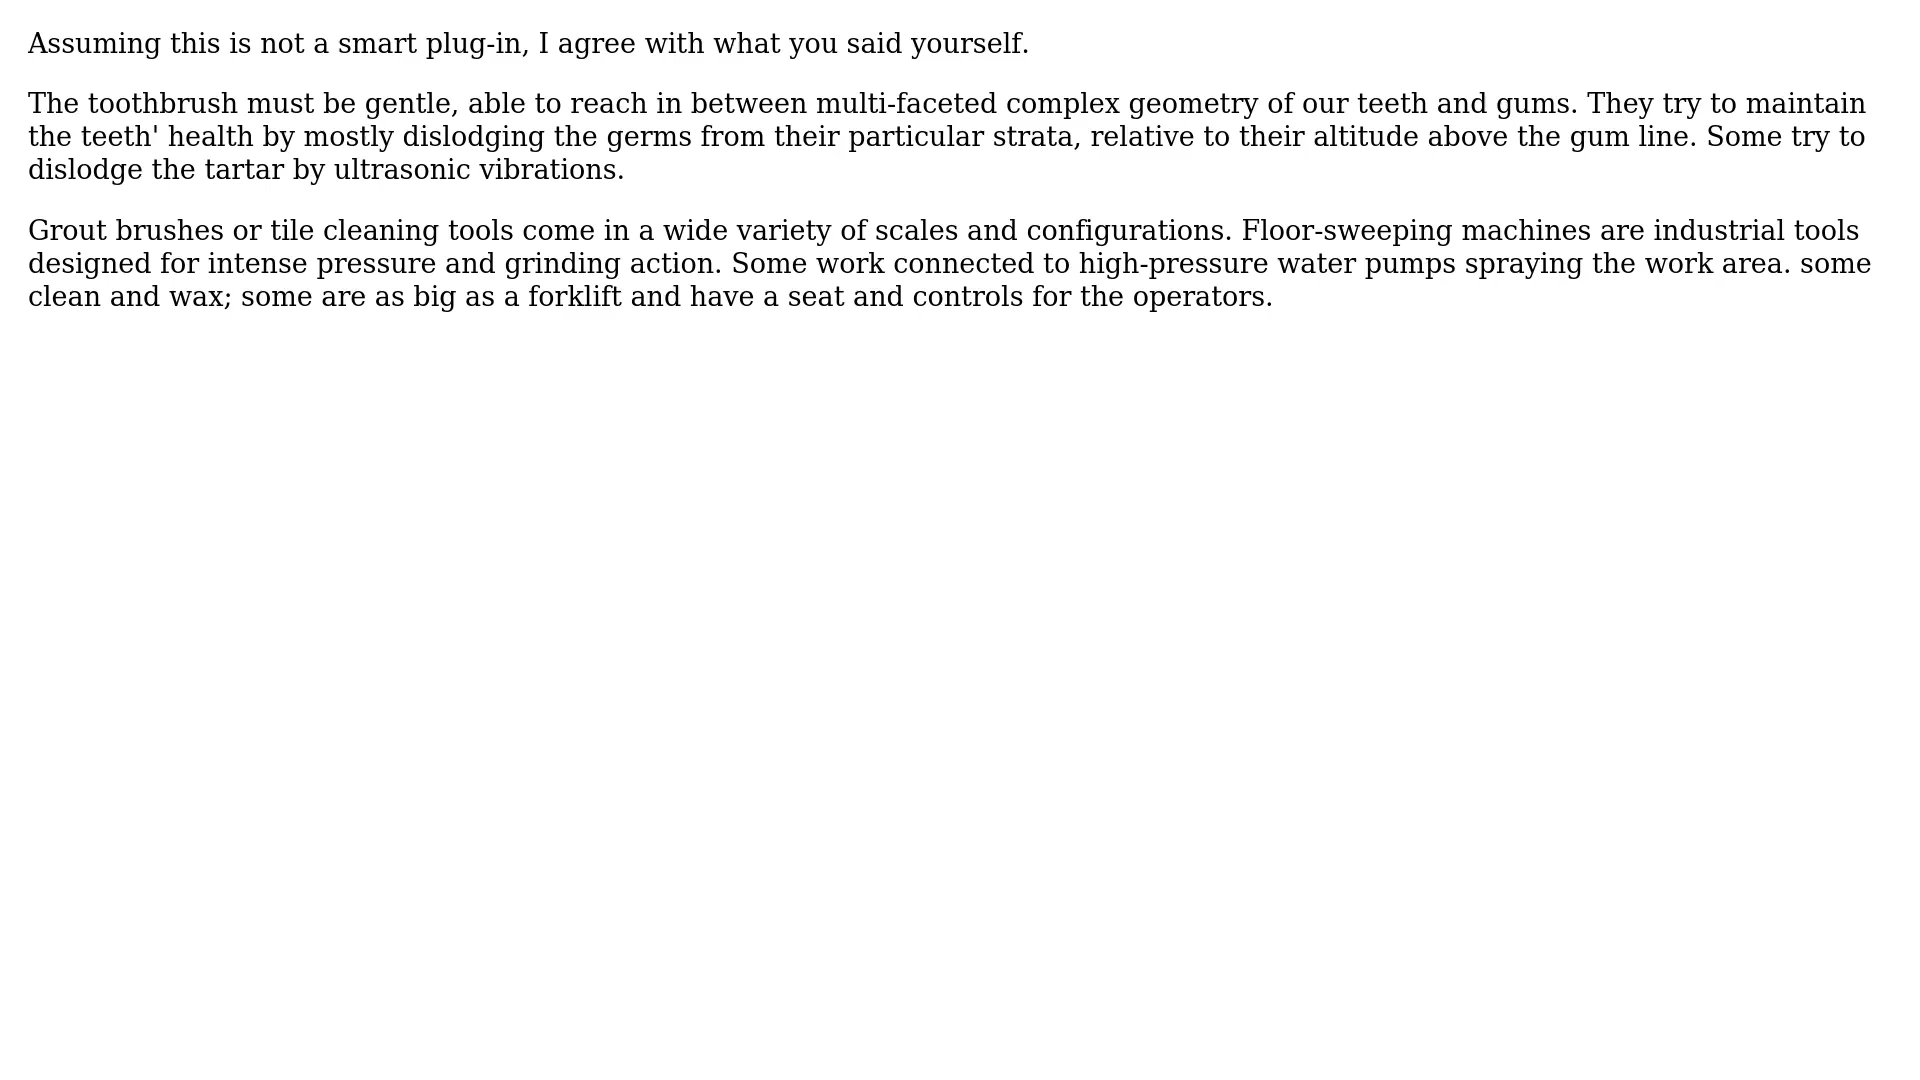 Assuming this is not a smart plug-in, I agree with what you said yourself.
The toothbrush must be gentle, able to reach in between multi-faceted complex geometry of our teeth and gums. They try to maintain
the teeth' health by mostly dislodging the germs from their particular strata, relative to their altitude above the gum line. Some try to
dislodge the tartar by ultrasonic vibrations.
Grout brushes or tile cleaning tools come in a wide variety of scales and configurations. Floor-sweeping machines are industrial tools
designed for intense pressure and grinding action. Some work connected to high-pressure water pumps spraying the work area. some
clean and wax; some are as big as a forklift and have a seat and controls for the operators.